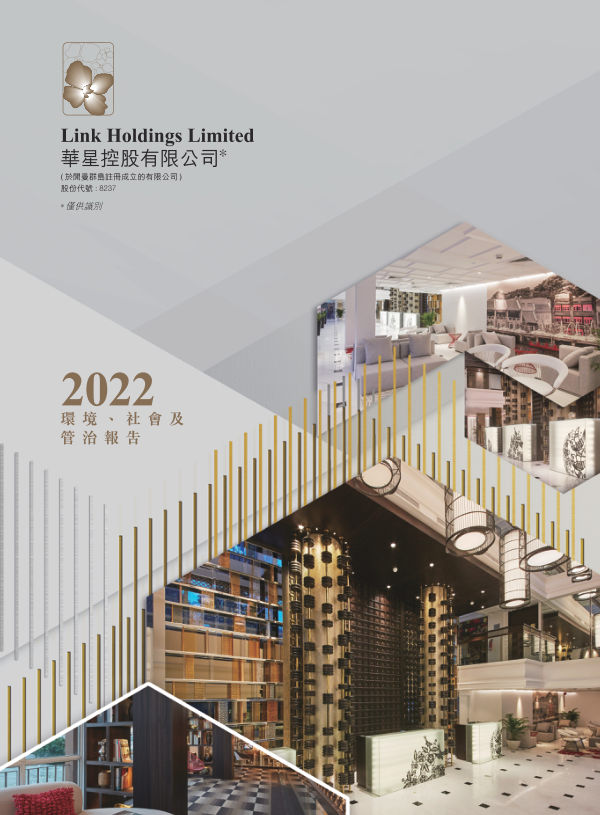 Link Holdings Limited
華星控股有限公司*
(於開曼群島註冊成立的有限公司)
股份代號 : 8237
* 僅供識別
2022
環境、社會及
管治報告